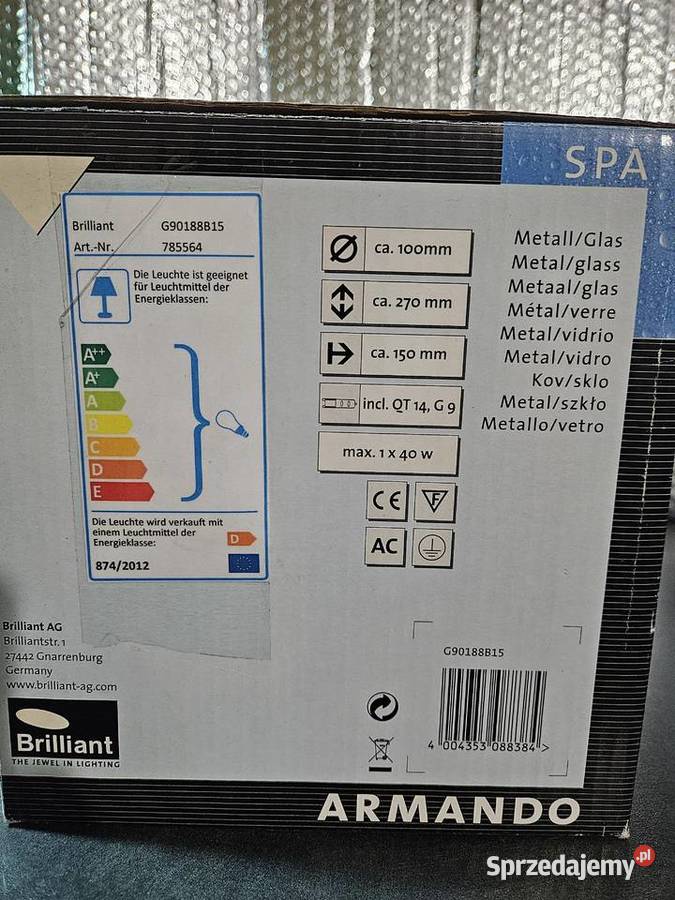 SPA
Brilliant G90188B15
Art.-Nr. 785564
Die Leuchte ist geeignet
für Leuchtmittel der
Energieklassen:
A++
A+
A
B
C
D
E
Die Leuchte wird verkauft mit
einem Leuchtmittel der
Energieklasse:
D
874/2012
ca. 100mm
ca. 270 mm
ca. 150 mm
incl. QT 14, G 9
max. 1 x 40 w
CE
F
AC
Metall/Glas
Metal/glass
Metaal/glas
Métal/verre
Metal/vidrio
Metal/vidro
Kov/sklo
Metal/szkło
Metallo/vetro
Brilliant AG
Brilliantstr. 1
27442 Gnarrenburg
Germany
www.brilliant-ag.com
Brilliant
THE JEWEL IN LIGHTING
G90188B15
4 004353 088384 >
ARMANDO
Sprzedajemy.pl